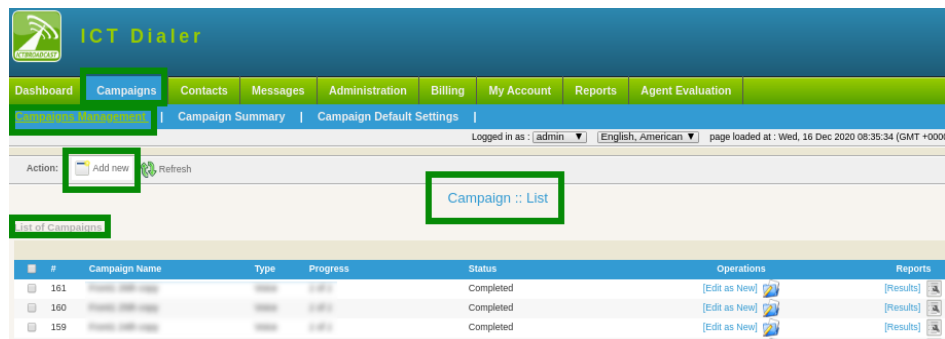 ICTBROADCAST
ICT Dialer
Dashboard Campaigns Contacts Messages Administration Billing My Account Reports Agent Evaluation
Campaigns Management | Campaign Summary | Campaign Default Settings |
Logged in as : admin ▼ English, American ▼ page loaded at : Wed, 16 Dec 2020 08:35:34 (GMT +0000
Action: Add new Refresh
Campaign :: List
List of Campaigns
# Campaign Name Type Progress Status Operations Reports
161 Completed [Edit as New] [Results]
160 Completed [Edit as New] [Results]
159 Completed [Edit as New] [Results]